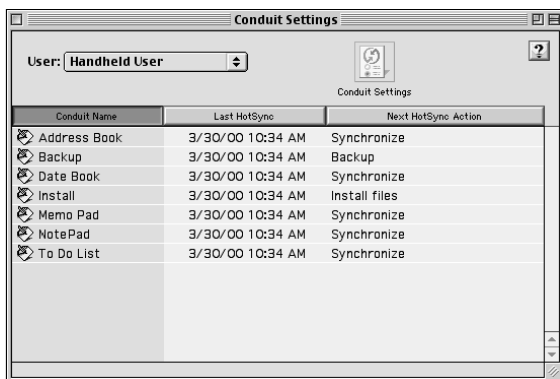 Conduit Settings
User: Handheld User
?
Conduit Settings
Conduit Name Last HotSync Next HotSync Action
Address Book 3/30/00 10:34 AM Synchronize
Backup 3/30/00 10:34 AM Backup
Date Book 3/30/00 10:34 AM Synchronize
Install 3/30/00 10:34 AM Install files
Memo Pad 3/30/00 10:34 AM Synchronize
NotePad 3/30/00 10:34 AM Synchronize
To Do List 3/30/00 10:34 AM Synchronize